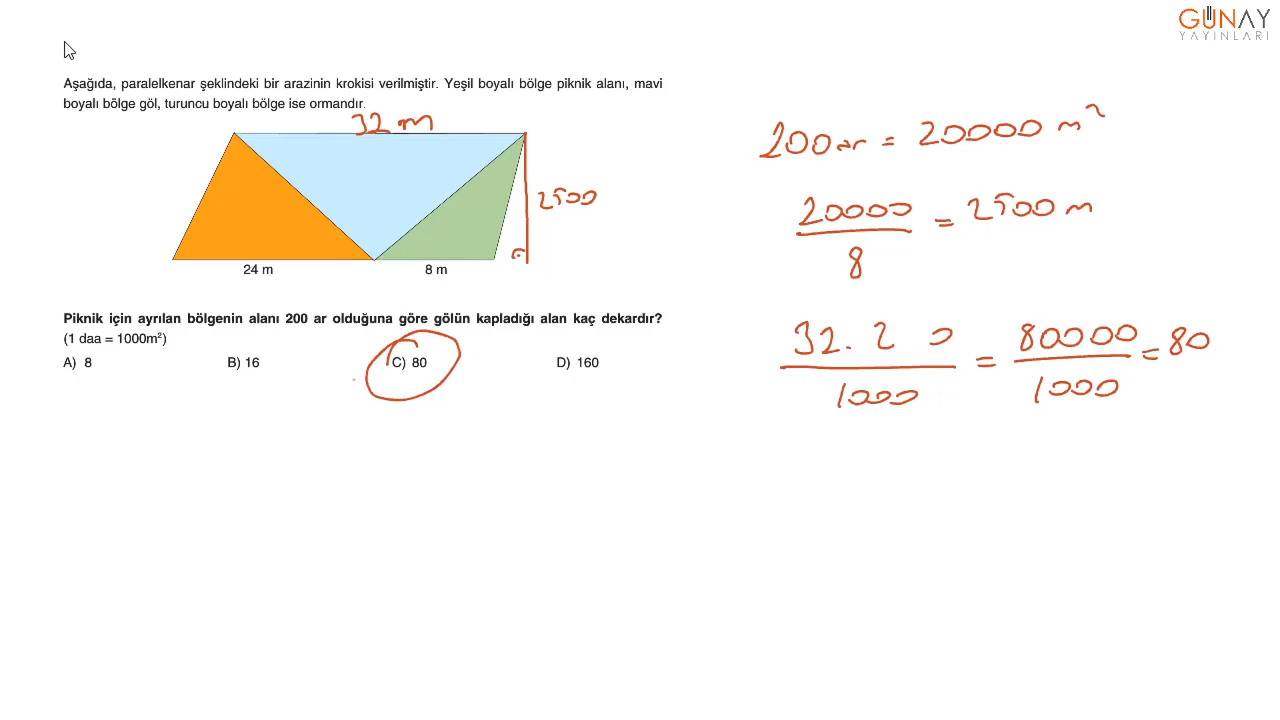 GÜNAY
YAYINLARI
Aşağıda, paralelkenar şeklindeki bir arazinin krokisi verilmiştir. Yeşil boyalı bölge piknik alanı, mavi
boyalı bölge göl, turuncu boyalı bölge ise ormandır.
32 m
2500
24 m
8 m
Piknik için ayrılan bölgenin alanı 200 ar olduğuna göre gölün kapladığı alan kaç dekardır?
(1 daa = 1000m²)
A) 8 B) 16 C) 80 D) 160
200 ar = 20000 m²
20000
8
= 2500 m
32. 2 0
1000
=
80000
1000
= 80